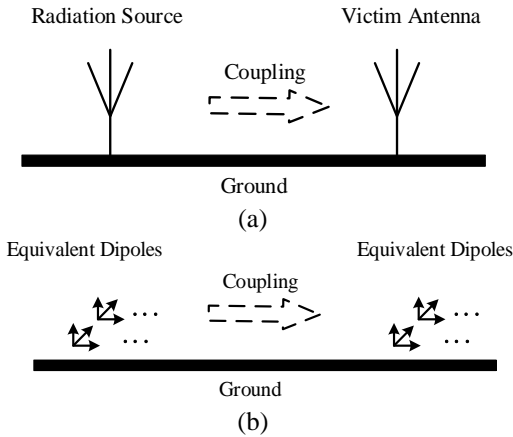 Radiation Source
Victim Antenna
Coupling
Ground
(a)
Equivalent Dipoles
Equivalent Dipoles
Coupling
...
...
...
...
Ground
(b)